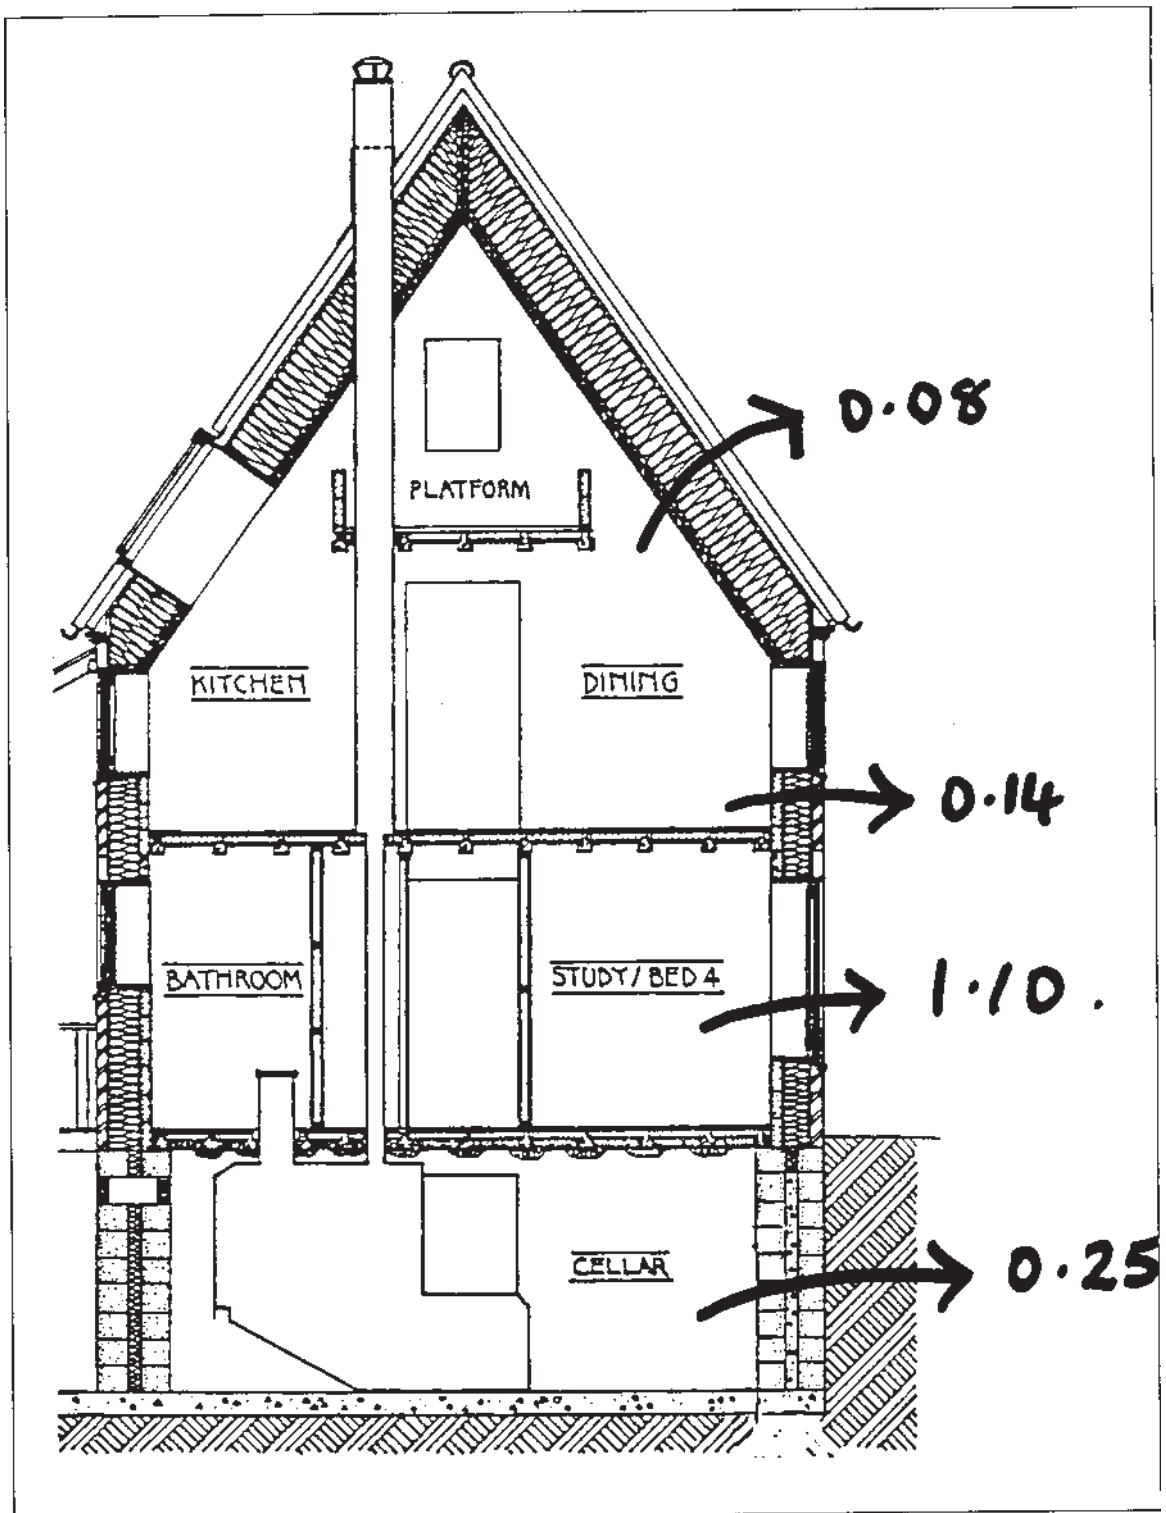 0.08
PLATFORM
KITCHEN
DINING
0.14
BATHROOM
STUDY/BED 4
1.10.
CELLAR
0.25